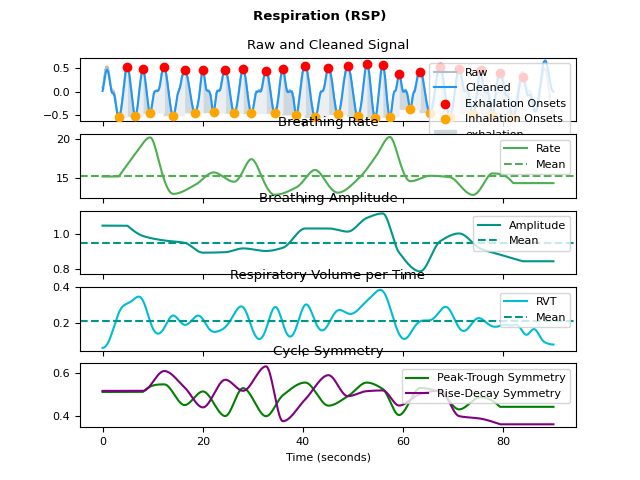 Respiration (RSP)
Raw and Cleaned Signal
0.5
0.0
−0.5
Raw
Cleaned
Exhalation Onsets
Inhalation Onsets
exhalation
Breathing Rate
20
15
Rate
Mean
Breathing Amplitude
1.0
0.8
Amplitude
Mean
Respiratory Volume per Time
0.4
0.2
RVT
Mean
Cycle Symmetry
0.6
0.4
Peak-Trough Symmetry
Rise-Decay Symmetry
0 20 40 60 80
Time (seconds)